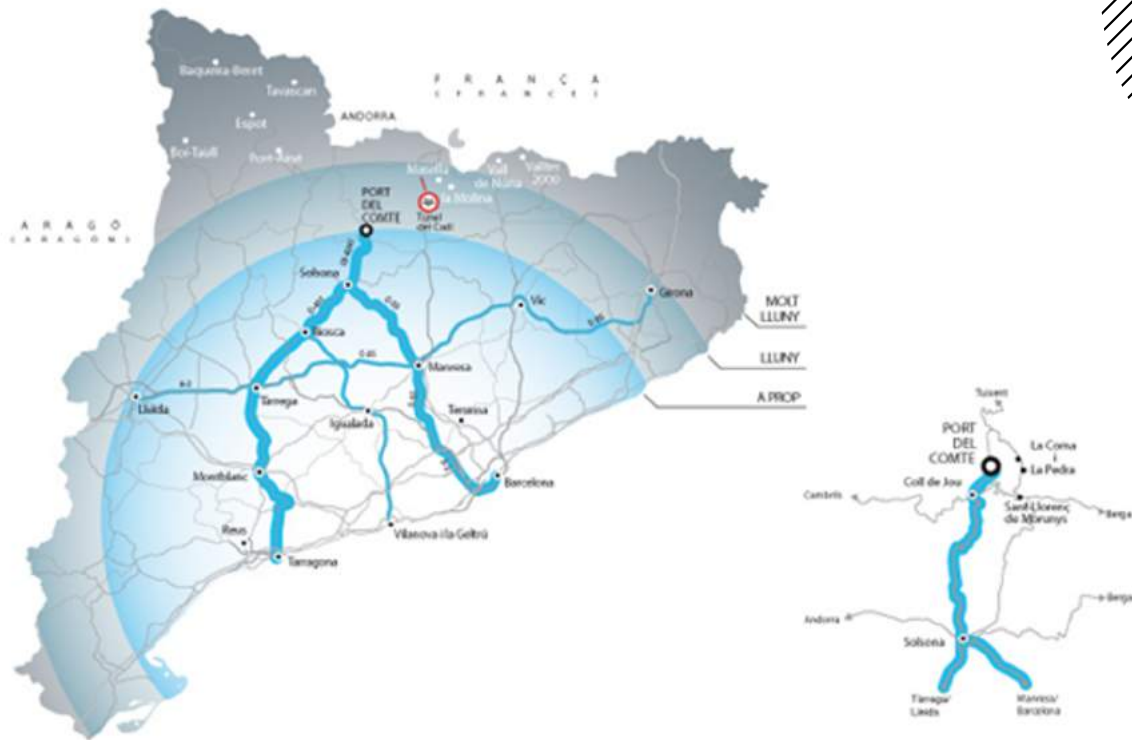 Baqueira-Beret
Tavascan
Espot
Boí-Taüll
Port-Ainé
F R A N Ç A
( F R A N C E )
ANDORRA
Masella
la Molina
Vall
de Núria
Vallter
2000
Túnel
del Cadí
A R A G Ó
( A R A G Ó N )
PORT
DEL
COMTE
Solsona
Biosca
Vic
Girona
Manresa
Lleida
Tàrrega
Igualada
Terrassa
Montblanc
Barcelona
Reus
Vilanova i la Geltrú
Tarragona
MOLT
LLUNY
LLUNY
A PROP
Tuixent
PORT
DEL
COMTE
La Coma
i
La Pedra
Coll de Jou
Cambrils
Sant Llorenç
de Morunys
Berga
Berga
Andorra
Solsona
Tàrrega/
Lleida
Manresa/
Barcelona